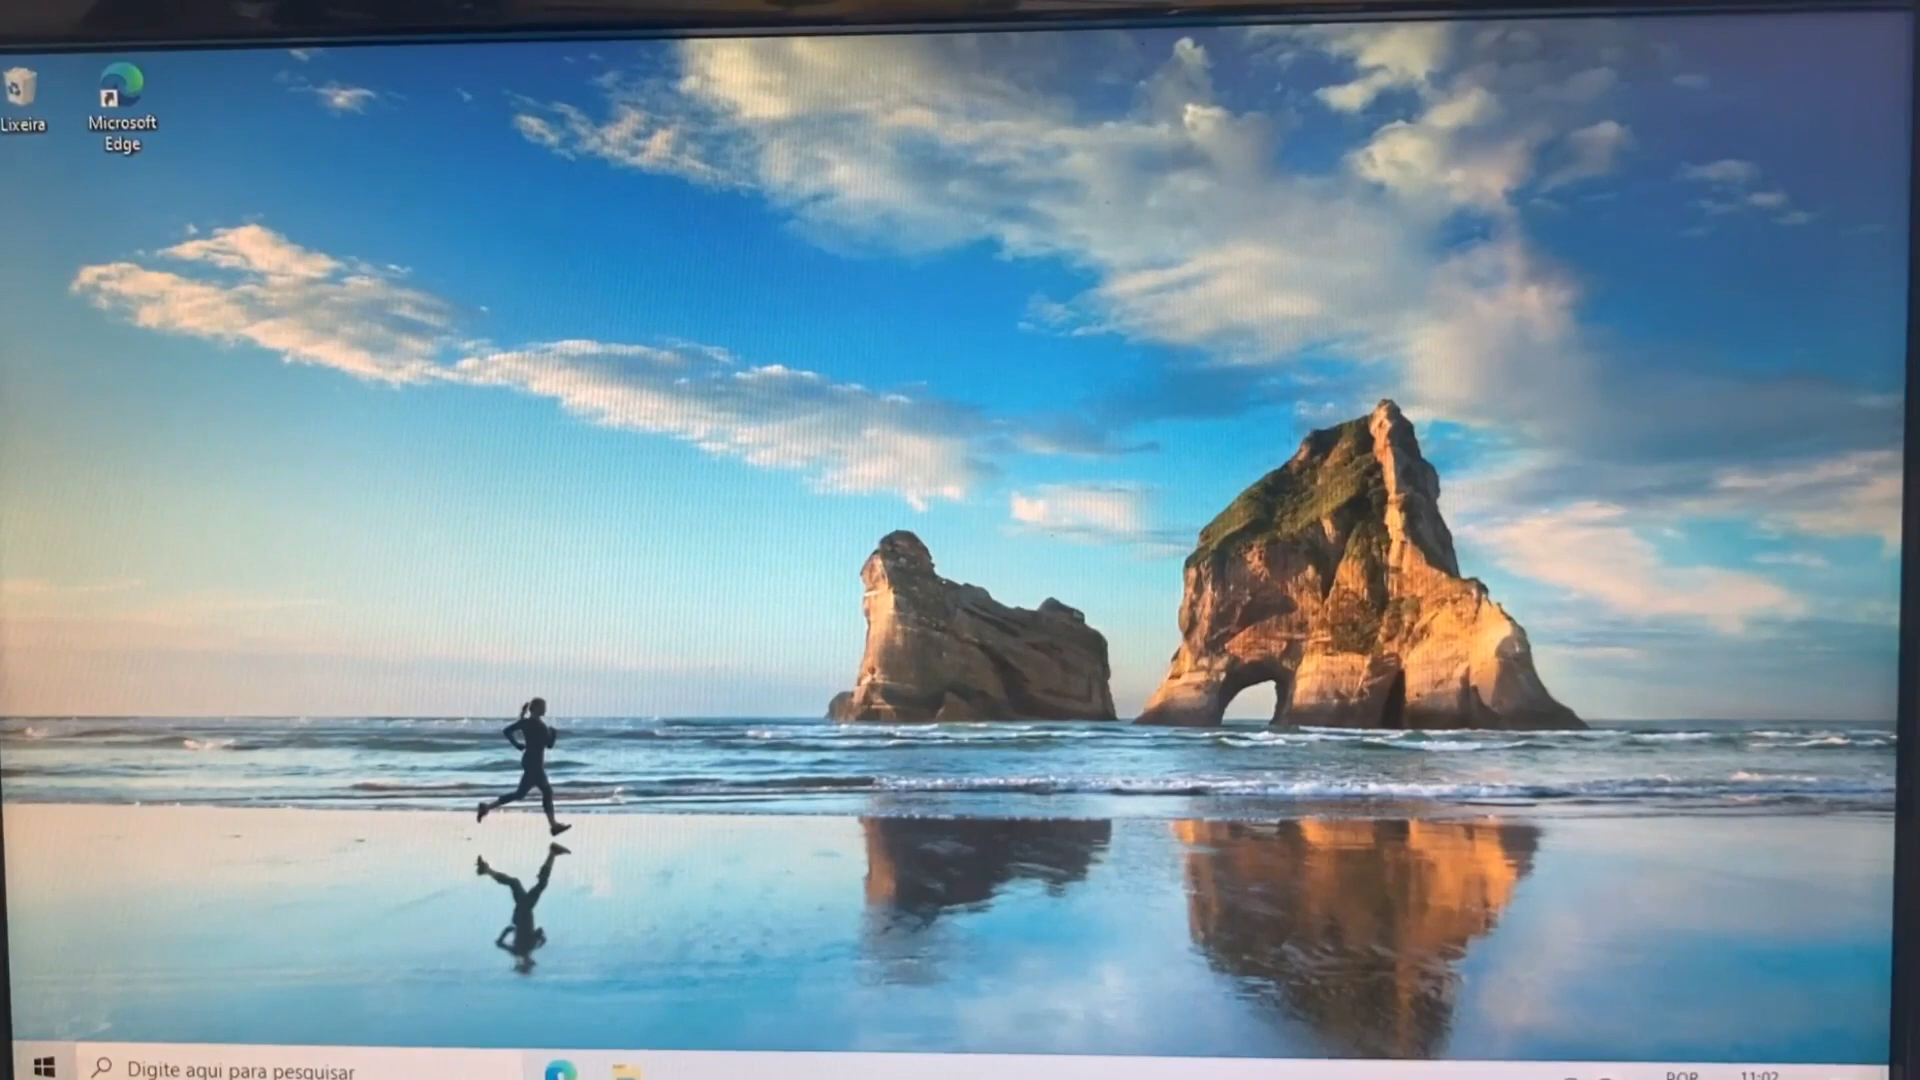 Lixeira
Microsoft
Edge
Digite aqui para pesquisar
POR
11:02